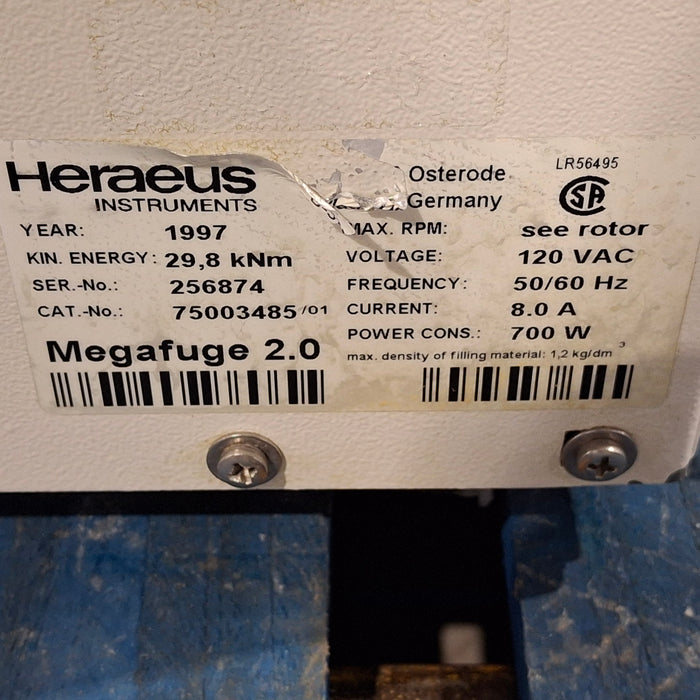 Heraeus
INSTRUMENTS
Osterode
Germany
LR56495
YEAR: 1997
KIN. ENERGY: 29,8 kNm
SER.-No.: 256874
CAT.-No.: 75003485/01
Megafuge 2.0
MAX. RPM: see rotor
VOLTAGE: 120 VAC
FREQUENCY: 50/60 Hz
CURRENT: 8.0 A
POWER CONS.: 700 W
max. density of filling material: 1,2 kg/dm³